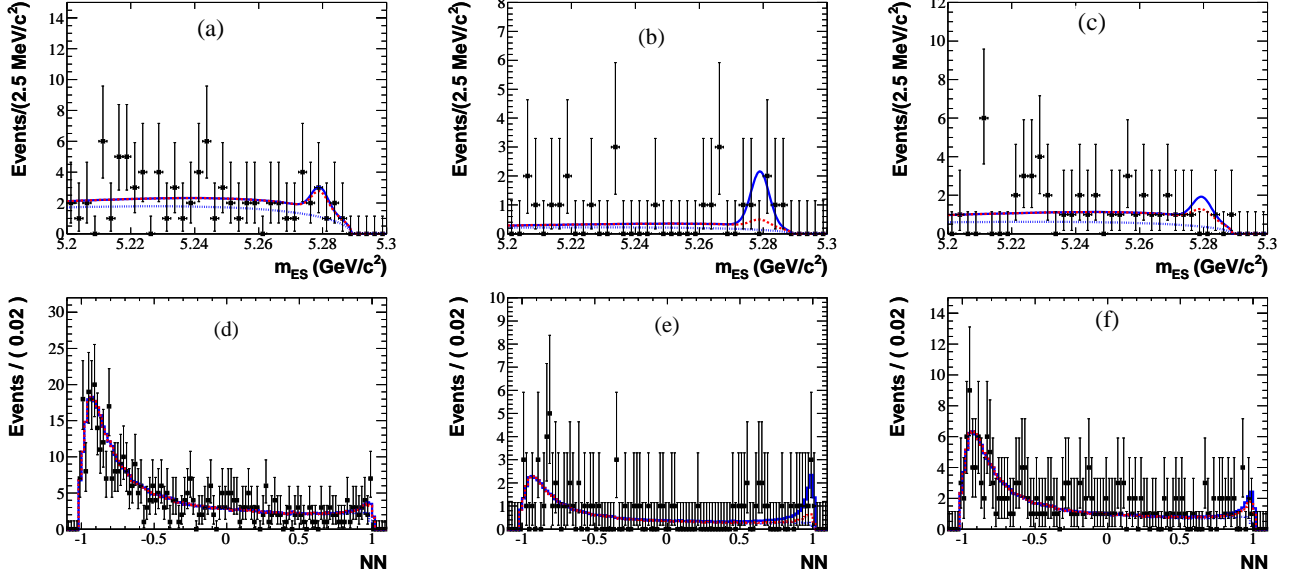 Events/(2.5 MeV/c²)
14
12
10
8
6
4
2
0
(a)
5.2 5.22 5.24 5.26 5.28 5.3
m_ES (GeV/c²)
Events/(2.5 MeV/c²)
8
7
6
5
4
3
2
1
0
(b)
5.2 5.22 5.24 5.26 5.28 5.3
m_ES (GeV/c²)
Events/(2.5 MeV/c²)
12
10
8
6
4
2
0
(c)
5.2 5.22 5.24 5.26 5.28 5.3
m_ES (GeV/c²)
Events / ( 0.02 )
30
25
20
15
10
5
0
(d)
-1 -0.5 0 0.5 1
NN
Events / ( 0.02 )
10
9
8
7
6
5
4
3
2
1
0
(e)
-1 -0.5 0 0.5 1
NN
Events / ( 0.02 )
14
12
10
8
6
4
2
0
(f)
-1 -0.5 0 0.5 1
NN